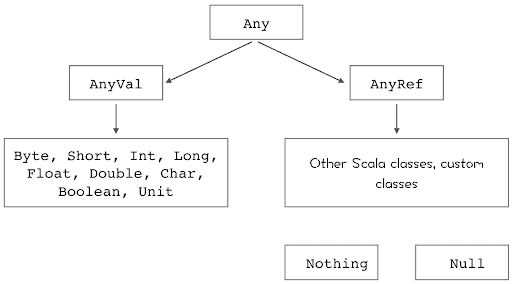 Any
AnyVal
AnyRef
Byte, Short, Int, Long,
Float, Double, Char,
Boolean, Unit
Other Scala classes, custom
classes
Nothing
Null